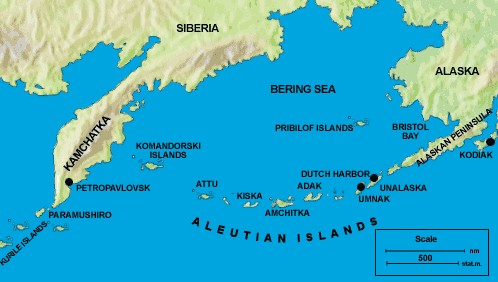 SIBERIA
ALASKA
BERING SEA
KAMCHATKA
PRIBILOF ISLANDS
BRISTOL
BAY
ALASKAN PENINSULA
KODIAK
KOMANDORSKI
ISLANDS
PETROPAVLOVSK
ATTU
KISKA
ADAK
AMCHITKA
DUTCH HARBOR
UNALASKA
UMNAK
PARAMUSHIRO
KURILE ISLANDS
ALEUTIAN ISLANDS
Scale
nm
500
stat.m.